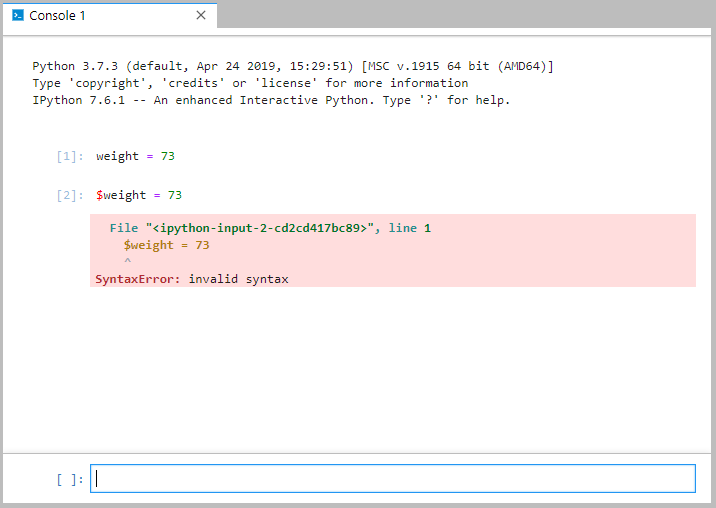 Console 1
Python 3.7.3 (default, Apr 24 2019, 15:29:51) [MSC v.1915 64 bit (AMD64)]
Type 'copyright', 'credits' or 'license' for more information
IPython 7.6.1 -- An enhanced Interactive Python. Type '?' for help.
[1]: weight = 73
[2]: $weight = 73
File "<ipython-input-2-cd2cd417bc89>", line 1
$weight = 73
^
SyntaxError: invalid syntax
[ ]: